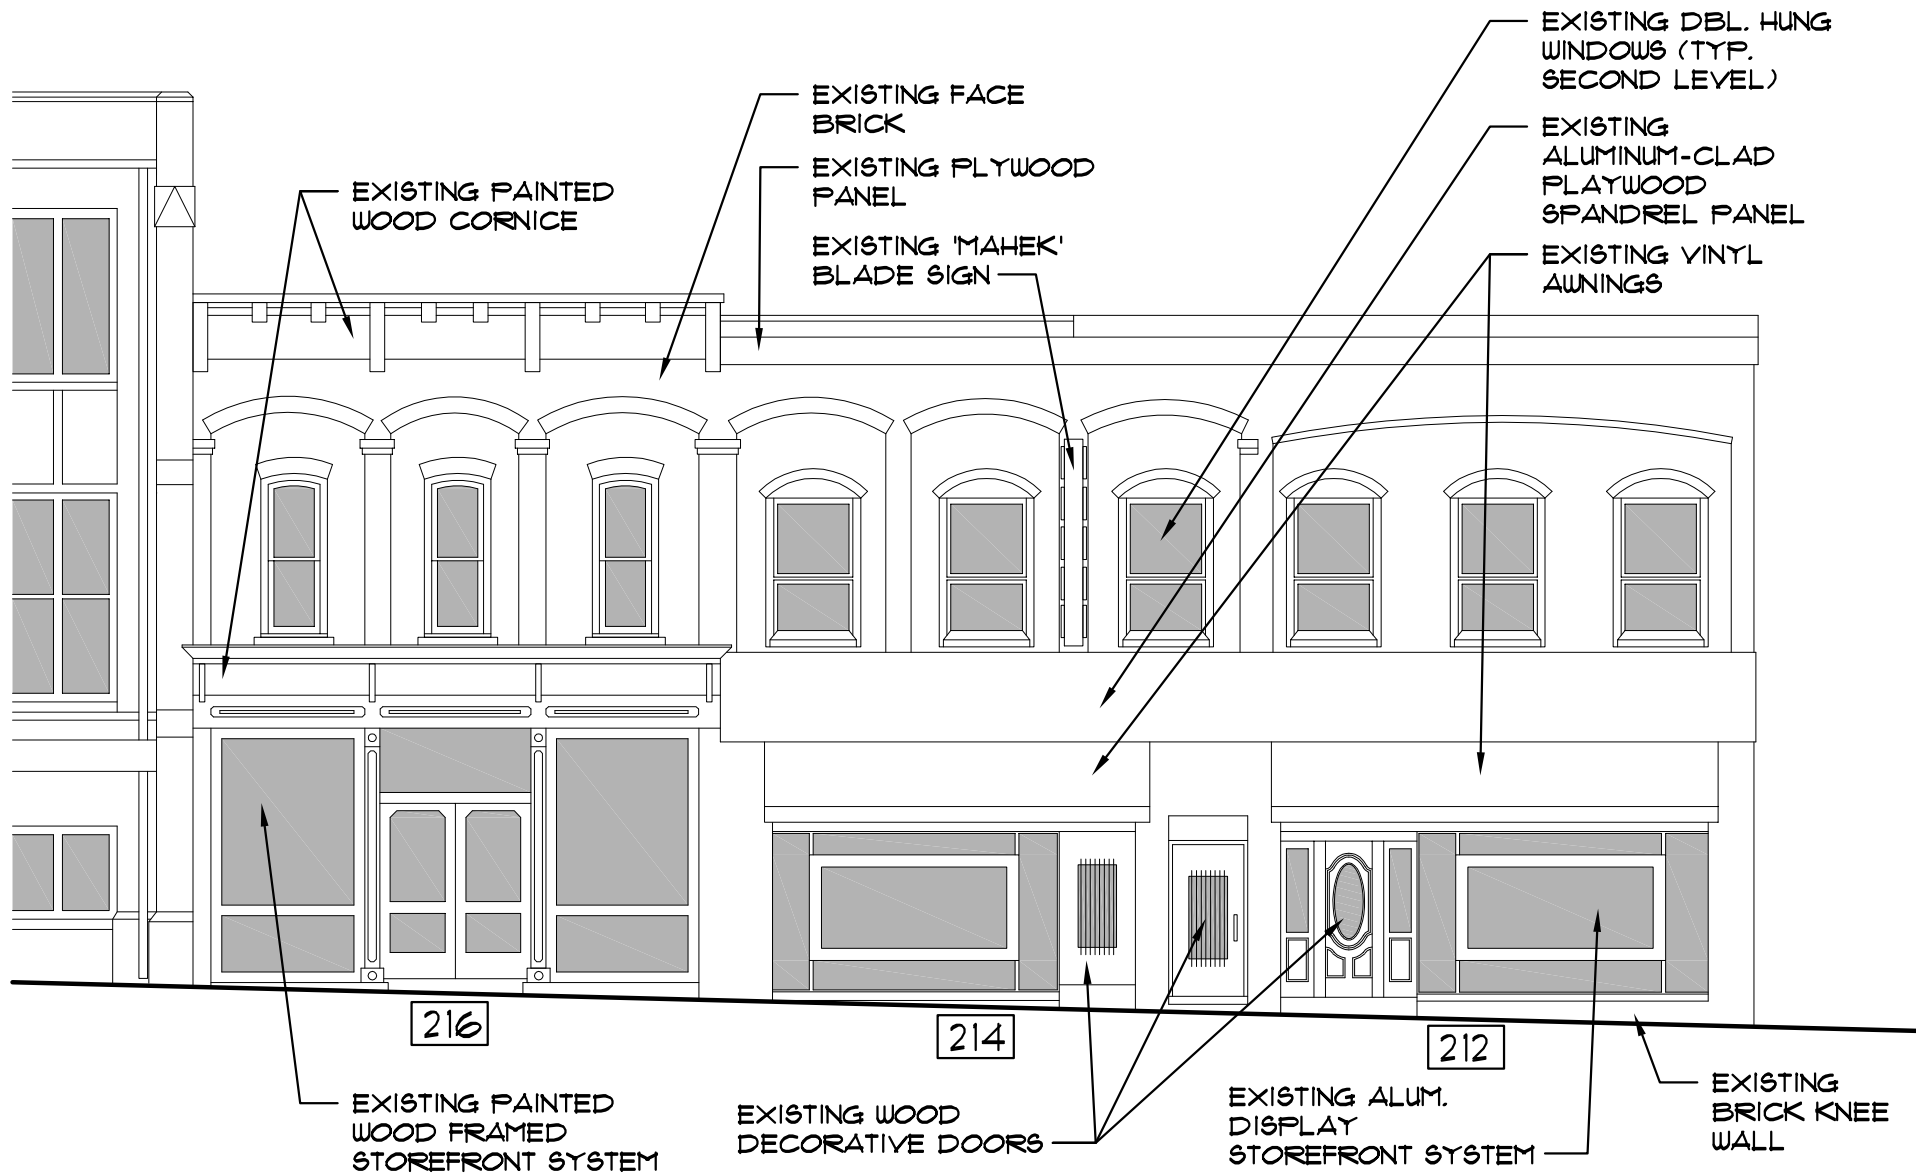 EXISTING DBL. HUNG
WINDOWS (TYP.
SECOND LEVEL)
EXISTING FACE
BRICK
EXISTING
ALUMINUM-CLAD
PLAYWOOD
SPANDREL PANEL
EXISTING PLYWOOD
PANEL
EXISTING PAINTED
WOOD CORNICE
EXISTING 'MAHEK'
BLADE SIGN
EXISTING VINYL
AWNINGS
216
214
212
EXISTING PAINTED
WOOD FRAMED
STOREFRONT SYSTEM
EXISTING WOOD
DECORATIVE DOORS
EXISTING ALUM.
DISPLAY
STOREFRONT SYSTEM
EXISTING
BRICK KNEE
WALL